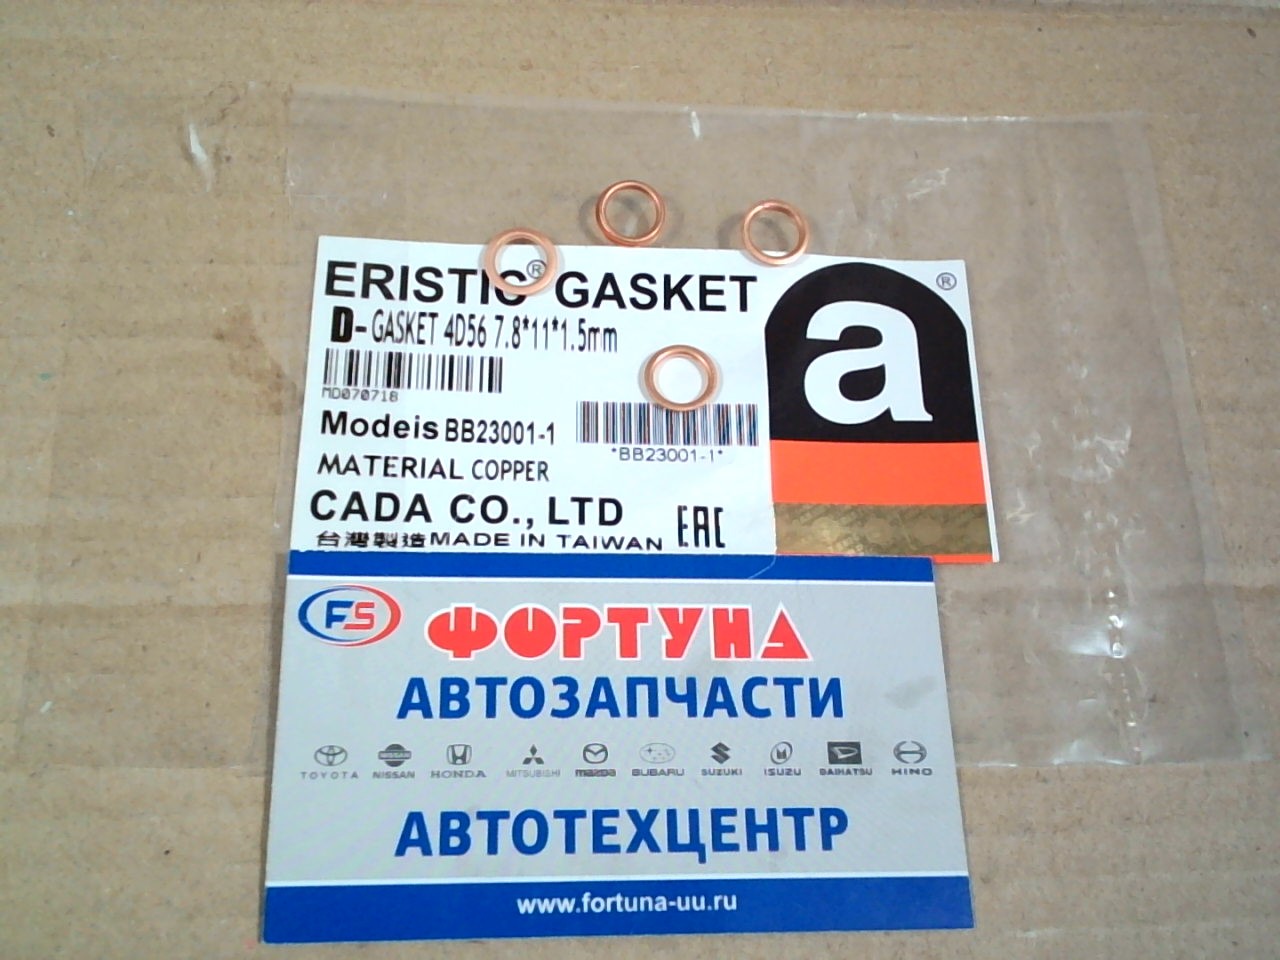 ERISTIC® GASKET
D-GASKET 4D56 7.8*11*1.5mm
MD070718
Modeis BB23001-1
*BB23001-1*
MATERIAL COPPER
CADA CO., LTD
EAC
台灣製造 MADE IN TAIWAN
a
®
FS
ФОРТУНА
АВТОЗАПЧАСТИ
TOYOTA NISSAN HONDA MITSUBISHI mazda SUBARU SUZUKI ISUZU DAIHATSU HINO
АВТОТЕХЦЕНТР
www.fortuna-uu.ru